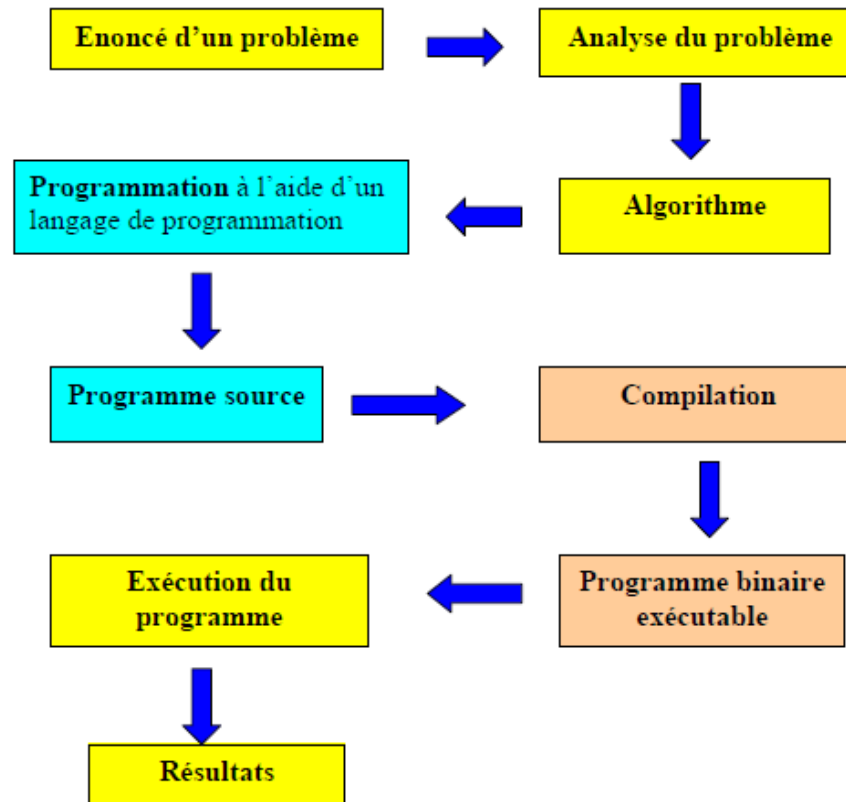 Enoncé d'un problème
Analyse du problème
Algorithme
Programmation à l'aide d'un
langage de programmation
Programme source
Compilation
Programme binaire
exécutable
Exécution du
programme
Résultats